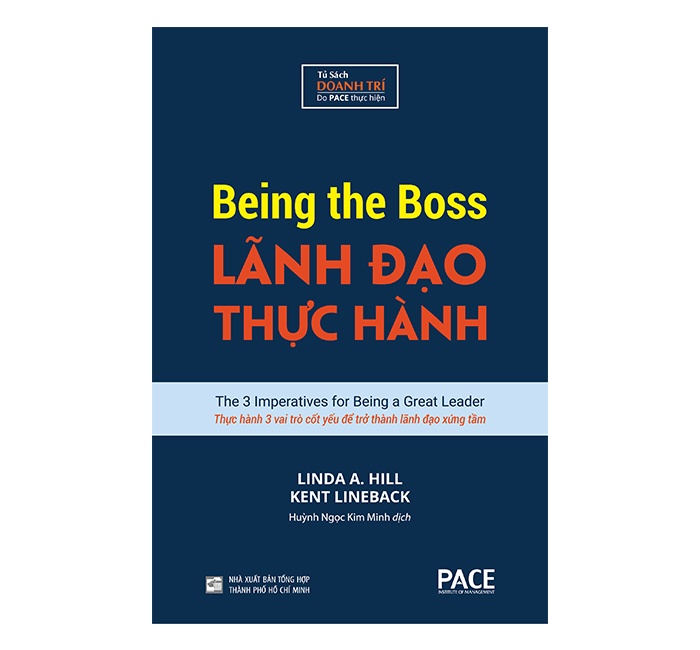 Tủ Sách
DOANH TRÍ
Do PACE thực hiện
Being the Boss
LÃNH ĐẠO
THỰC HÀNH
The 3 Imperatives for Being a Great Leader
Thực hành 3 vai trò cốt yếu để trở thành lãnh đạo xứng tầm
LINDA A. HILL
KENT LINEBACK
Huỳnh Ngọc Kim Minh dịch
NHÀ XUẤT BẢN TỔNG HỢP
THÀNH PHỐ HỒ CHÍ MINH
PACE
INSTITUTE OF MANAGEMENT